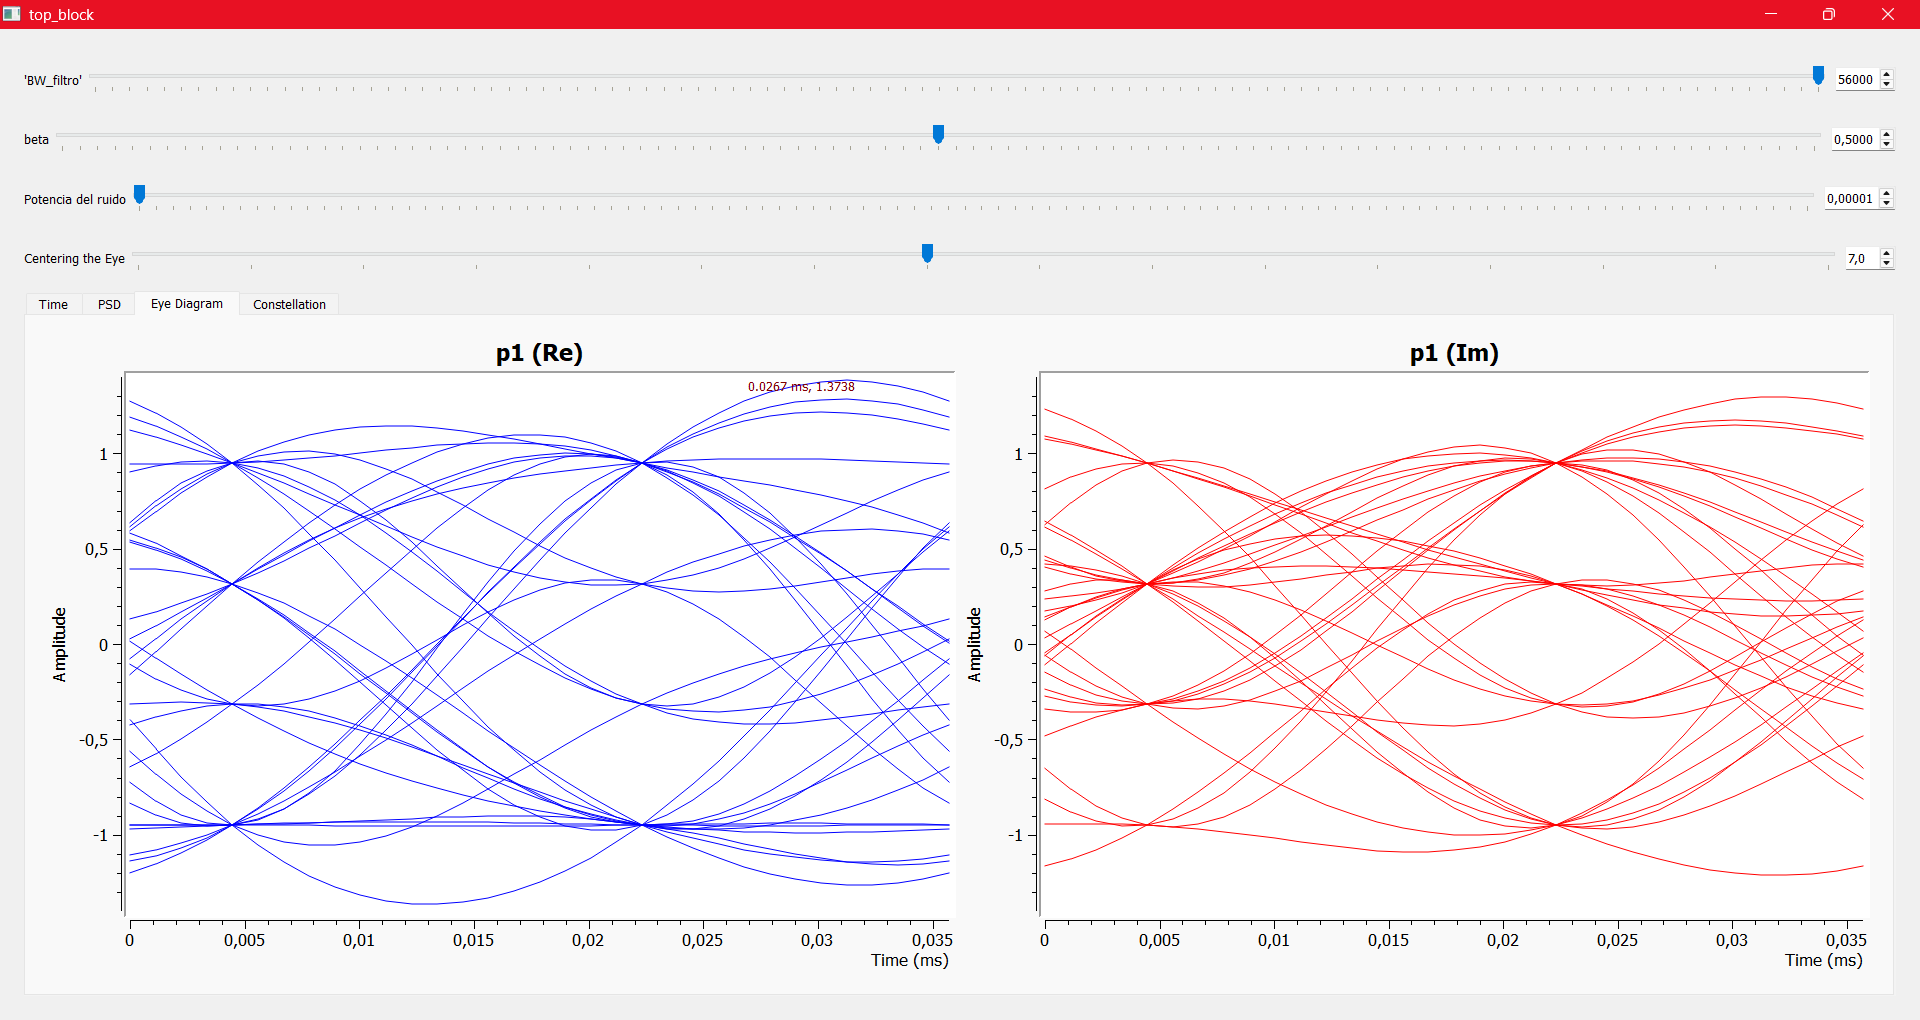 top_block
'BW_filtro' 56000
beta 0,5000
Potencia del ruido 0,00001
Centering the Eye 7,0
Time PSD Eye Diagram Constellation
p1 (Re)
0.0267 ms, 1.3738
1
0,5
0
-0,5
-1
Amplitude
0 0,005 0,01 0,015 0,02 0,025 0,03 0,035
Time (ms)
p1 (Im)
1
0,5
0
-0,5
-1
Amplitude
0 0,005 0,01 0,015 0,02 0,025 0,03 0,035
Time (ms)